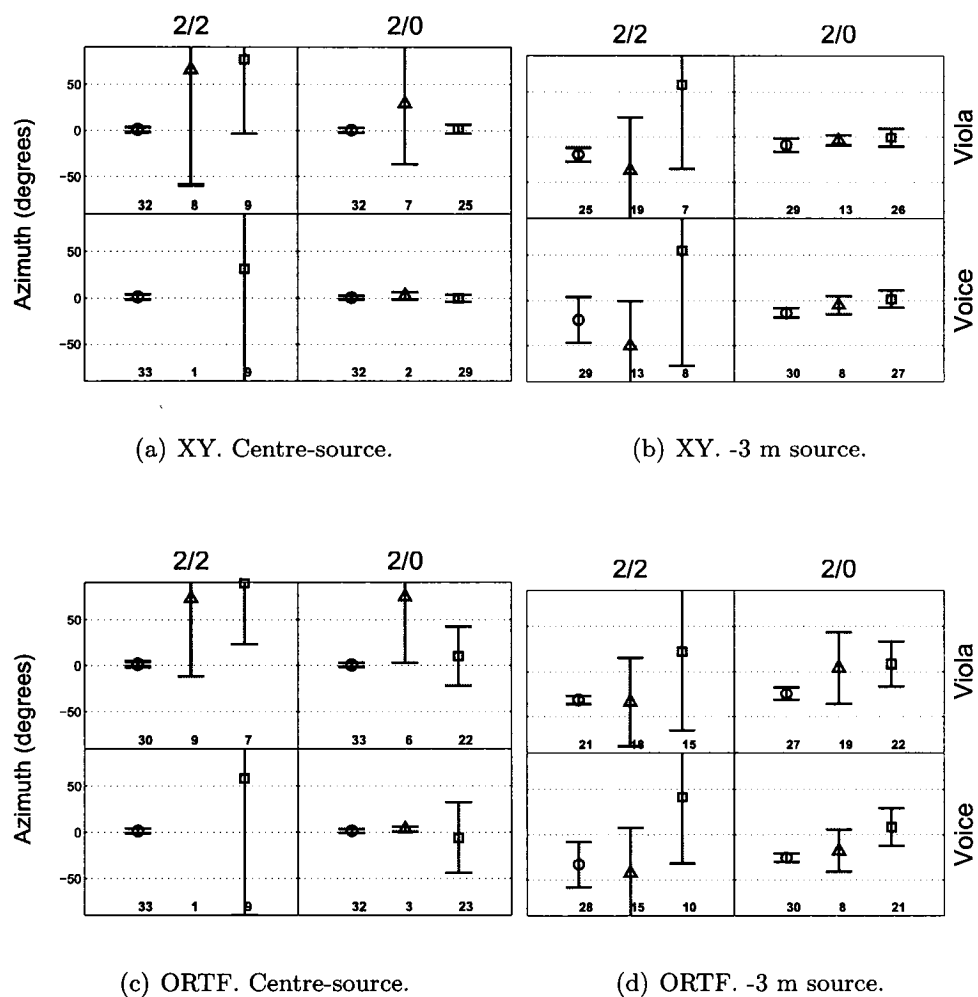 2/2 2/0 2/2 2/0
50
0
−50
32 8 9 32 7 25
25 19 7 29 13 26
Viola
Azimuth (degrees)
50
0
−50
33 1 9 32 2 29
29 13 8 30 8 27
Voice
(a) XY. Centre-source.
(b) XY. -3 m source.
2/2 2/0 2/2 2/0
50
0
−50
30 9 7 33 6 22
21 18 15 27 19 22
Viola
Azimuth (degrees)
50
0
−50
33 1 9 32 3 23
28 15 10 30 8 21
Voice
(c) ORTF. Centre-source.
(d) ORTF. -3 m source.